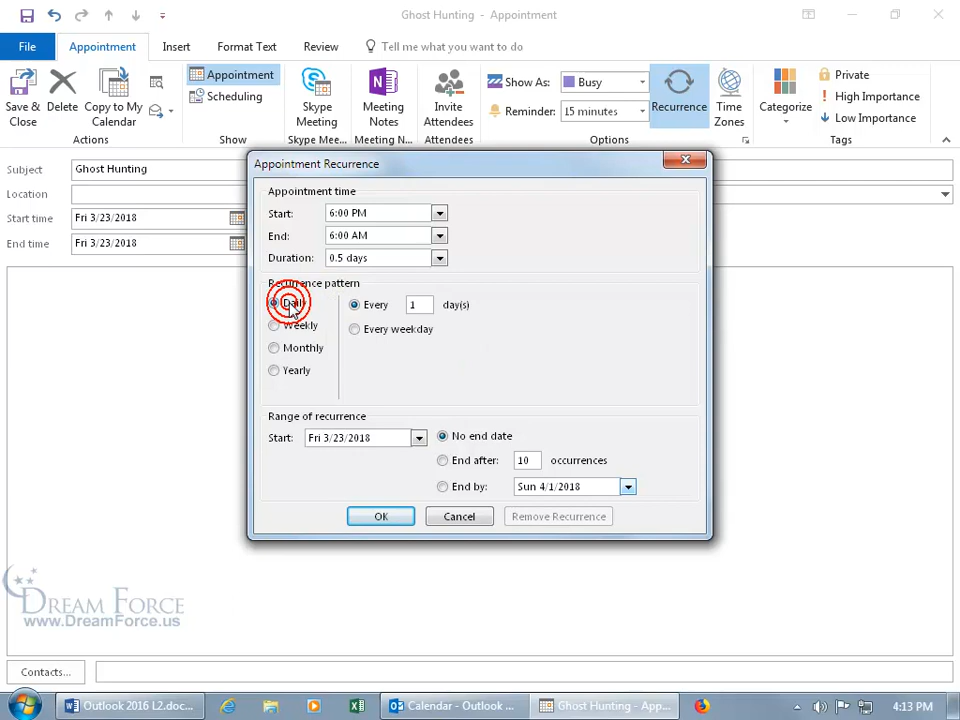 Ghost Hunting - Appointment
File Appointment Insert Format Text Review Tell me what you want to do
Save & Close
Delete
Copy to My Calendar
Actions
Appointment
Scheduling
Show
Skype Meeting
Skype Mee...
Meeting Notes
Meeting N...
Invite Attendees
Attendees
Show As: Busy
Reminder: 15 minutes
Recurrence
Time Zones
Options
Categorize
Private
High Importance
Low Importance
Tags
Subject Ghost Hunting
Location
Start time Fri 3/23/2018
End time Fri 3/23/2018
Appointment Recurrence
Appointment time
Start: 6:00 PM
End: 6:00 AM
Duration: 0.5 days
Recurrence pattern
Daily
Weekly
Monthly
Yearly
Every 1 day(s)
Every weekday
Range of recurrence
Start: Fri 3/23/2018
No end date
End after: 10 occurrences
End by: Sun 4/1/2018
OK Cancel Remove Recurrence
DREAM FORCE
www.DreamForce.us
Contacts...
Outlook 2016 L2.doc... Calendar - Outlook ... Ghost Hunting - App... 4:13 PM